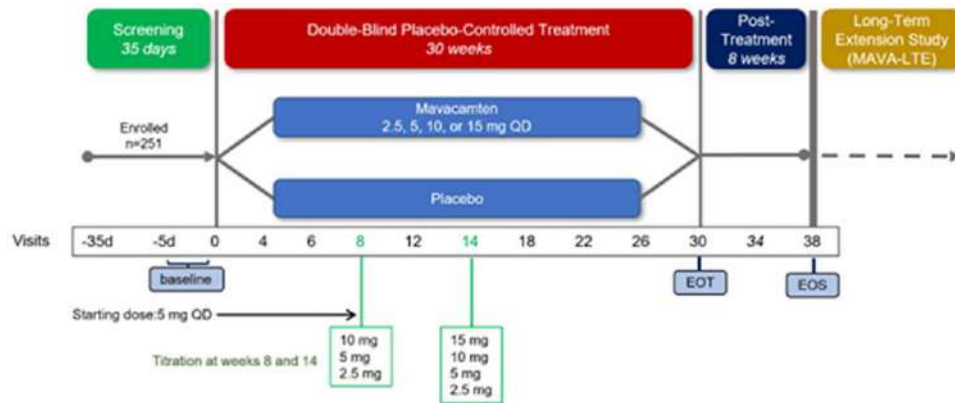 Screening
35 days
Double-Blind Placebo-Controlled Treatment
30 weeks
Post-
Treatment
8 weeks
Long-Term
Extension Study
(MAVA-LTE)
Enrolled
n=251
Mavacamten
2.5, 5, 10, or 15 mg QD
Placebo
Visits -35d -5d 0 4 6 8 12 14 18 22 26 30 34 38
baseline
EOT
EOS
Starting dose:5 mg QD
Titration at weeks 8 and 14
10 mg
5 mg
2.5 mg
15 mg
10 mg
5 mg
2.5 mg